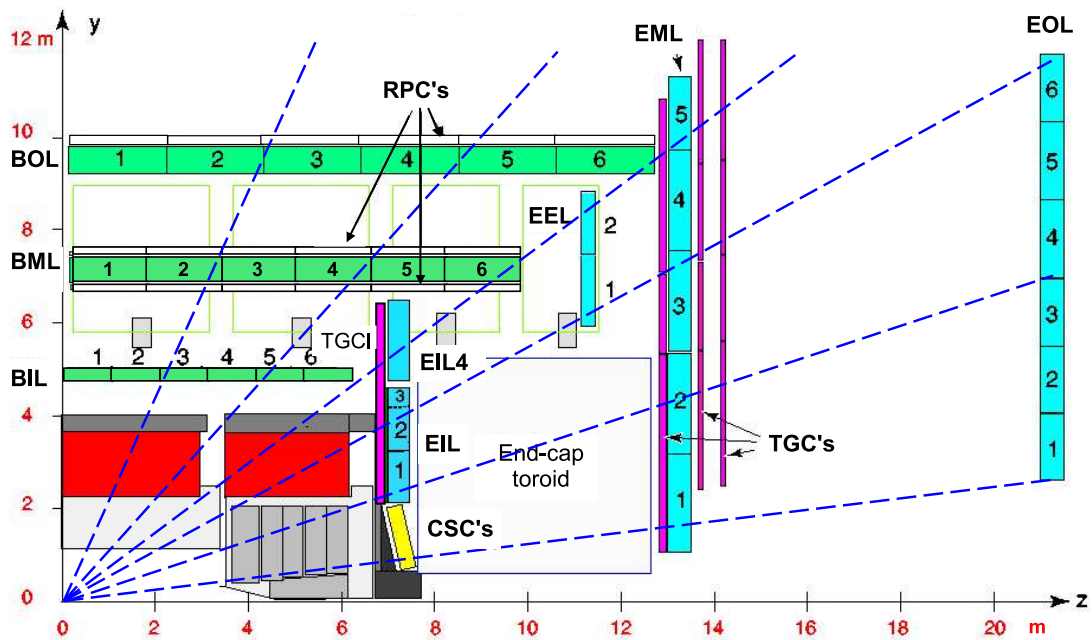 y
12 m
EOL
EML
6
RPC's
5
10
BOL
1 2 3 4 5 6
5
4
8
EEL
2
4
BML
1 2 3 4 5 6
1
3
3
6
TGCI
1 2 3 4 5 6
BIL
EIL4
2
4
3
2
EIL
2
TGC's
1
End-cap
toroid
1
2
1
CSC's
0
z
0 2 4 6 8 10 12 14 16 18 20 m